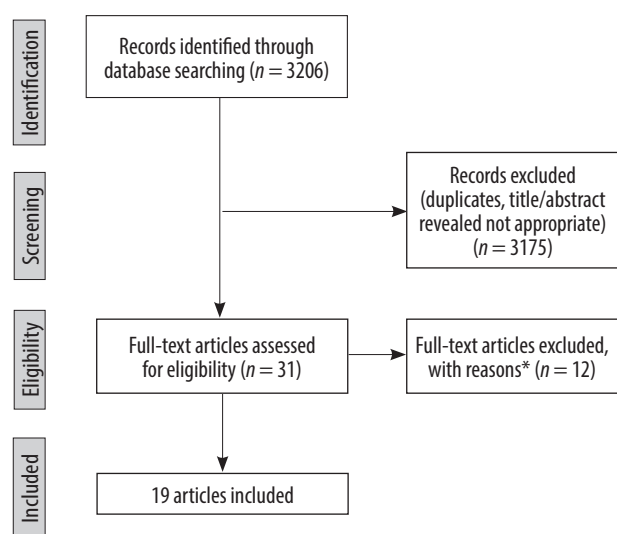 Identification
Records identified through
database searching (n = 3206)
Screening
Records excluded
(duplicates, title/abstract
revealed not appropriate)
(n = 3175)
Eligibility
Full-text articles assessed
for eligibility (n = 31)
Full-text articles excluded,
with reasons* (n = 12)
Included
19 articles included